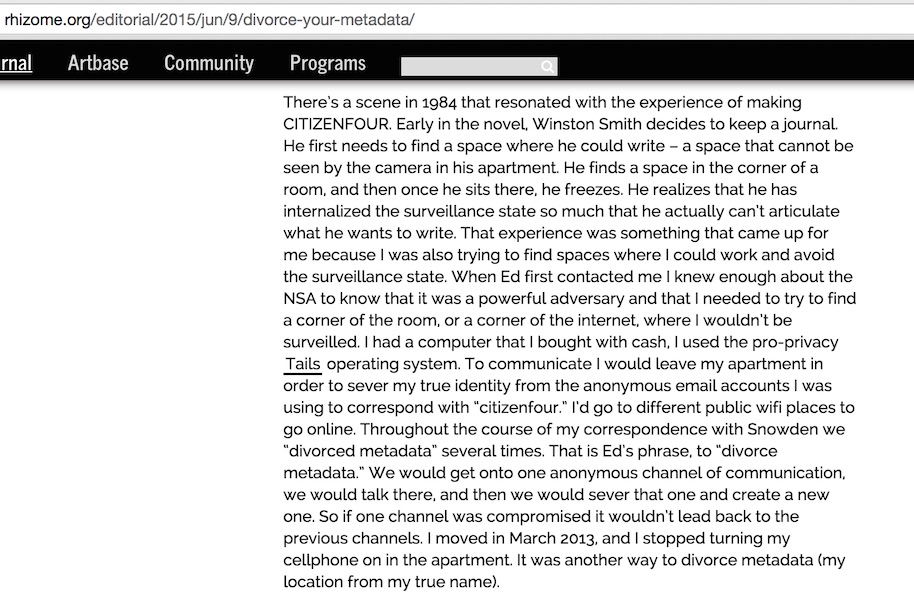 rhizome.org/editorial/2015/jun/9/divorce-your-metadata/
rnal Artbase Community Programs
There's a scene in 1984 that resonated with the experience of making
CITIZENFOUR. Early in the novel, Winston Smith decides to keep a journal.
He first needs to find a space where he could write – a space that cannot be
seen by the camera in his apartment. He finds a space in the corner of a
room, and then once he sits there, he freezes. He realizes that he has
internalized the surveillance state so much that he actually can't articulate
what he wants to write. That experience was something that came up for
me because I was also trying to find spaces where I could work and avoid
the surveillance state. When Ed first contacted me I knew enough about the
NSA to know that it was a powerful adversary and that I needed to try to find
a corner of the room, or a corner of the internet, where I wouldn't be
surveilled. I had a computer that I bought with cash, I used the pro-privacy
Tails operating system. To communicate I would leave my apartment in
order to sever my true identity from the anonymous email accounts I was
using to correspond with "citizenfour." I'd go to different public wifi places to
go online. Throughout the course of my correspondence with Snowden we
"divorced metadata" several times. That is Ed's phrase, to "divorce
metadata." We would get onto one anonymous channel of communication,
we would talk there, and then we would sever that one and create a new
one. So if one channel was compromised it wouldn't lead back to the
previous channels. I moved in March 2013, and I stopped turning my
cellphone on in the apartment. It was another way to divorce metadata (my
location from my true name).